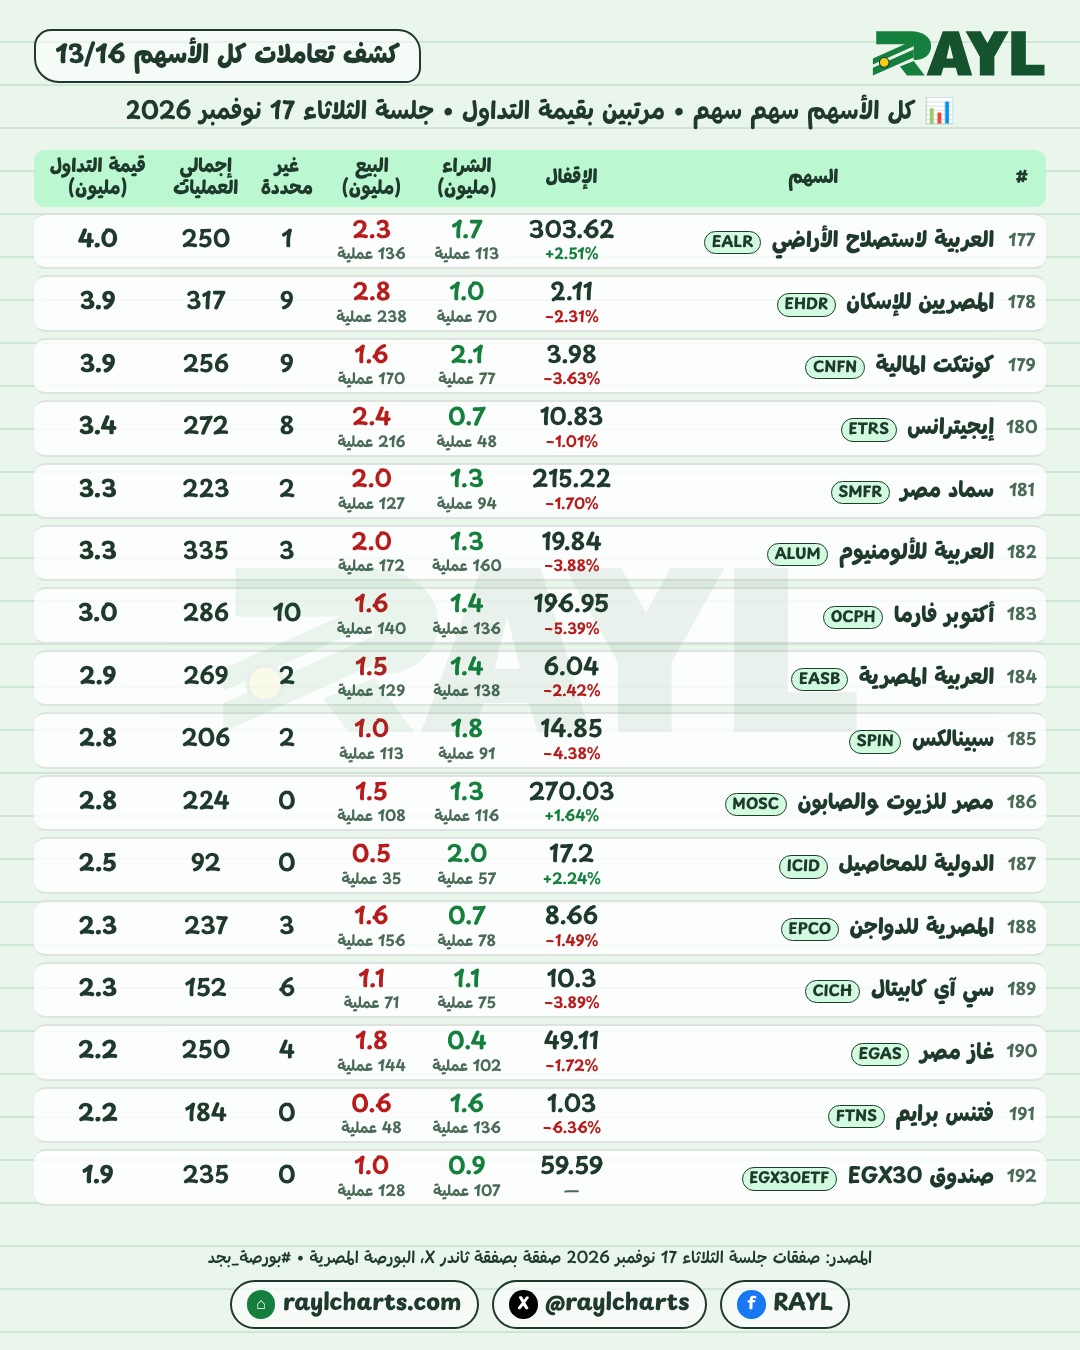 RAYL
كشف تعاملات كل الأسهم 13/16
📊 كل الأسهم سهم سهم • مرتبين بقيمة التداول • جلسة الثلاثاء 17 نوفمبر 2026
# السهم الإقفال الشراء (مليون) البيع (مليون) غير محددة إجمالي العمليات قيمة التداول (مليون)
177 العربية لاستصلاح الأراضي EALR 303.62 1.7 2.3 1 250 4.0
+2.51% 113 عملية 136 عملية
178 المصريين للإسكان EHDR 2.11 1.0 2.8 9 317 3.9
-2.31% 70 عملية 238 عملية
179 كونتكت المالية CNFN 3.98 2.1 1.6 9 256 3.9
-3.63% 77 عملية 170 عملية
180 إيجيترانس ETRS 10.83 0.7 2.4 8 272 3.4
-1.01% 48 عملية 216 عملية
181 سماد مصر SMFR 215.22 1.3 2.0 2 223 3.3
-1.70% 94 عملية 127 عملية
182 العربية للألومنيوم ALUM 19.84 1.3 2.0 3 335 3.3
-3.88% 160 عملية 172 عملية
183 أكتوبر فارما OCPH 196.95 1.4 1.6 10 286 3.0
-5.39% 136 عملية 140 عملية
184 العربية المصرية EASB 6.04 1.4 1.5 2 269 2.9
-2.42% 138 عملية 129 عملية
185 سبينالكس SPIN 14.85 1.8 1.0 2 206 2.8
-4.38% 91 عملية 113 عملية
186 مصر للزيوت والصابون MOSC 270.03 1.3 1.5 0 224 2.8
+1.64% 116 عملية 108 عملية
187 الدولية للمحاصيل ICID 17.2 2.0 0.5 0 92 2.5
+2.24% 57 عملية 35 عملية
188 المصرية للدواجن EPCO 8.66 0.7 1.6 3 237 2.3
-1.49% 78 عملية 156 عملية
189 سي آي كابيتال CICH 10.3 1.1 1.1 6 152 2.3
-3.89% 75 عملية 71 عملية
190 غاز مصر EGAS 49.11 0.4 1.8 4 250 2.2
-1.72% 102 عملية 144 عملية
191 فتنس برايم FTNS 1.03 1.6 0.6 0 184 2.2
-6.36% 136 عملية 48 عملية
192 صندوق EGX30 EGX30ETF 59.59 0.9 1.0 0 235 1.9
— 107 عملية 128 عملية
المصدر: صفقات جلسة الثلاثاء 17 نوفمبر 2026 صفقة بصفقة ثاندر X، البورصة المصرية • #بورصة_بجد
raylcharts.com @raylcharts RAYL